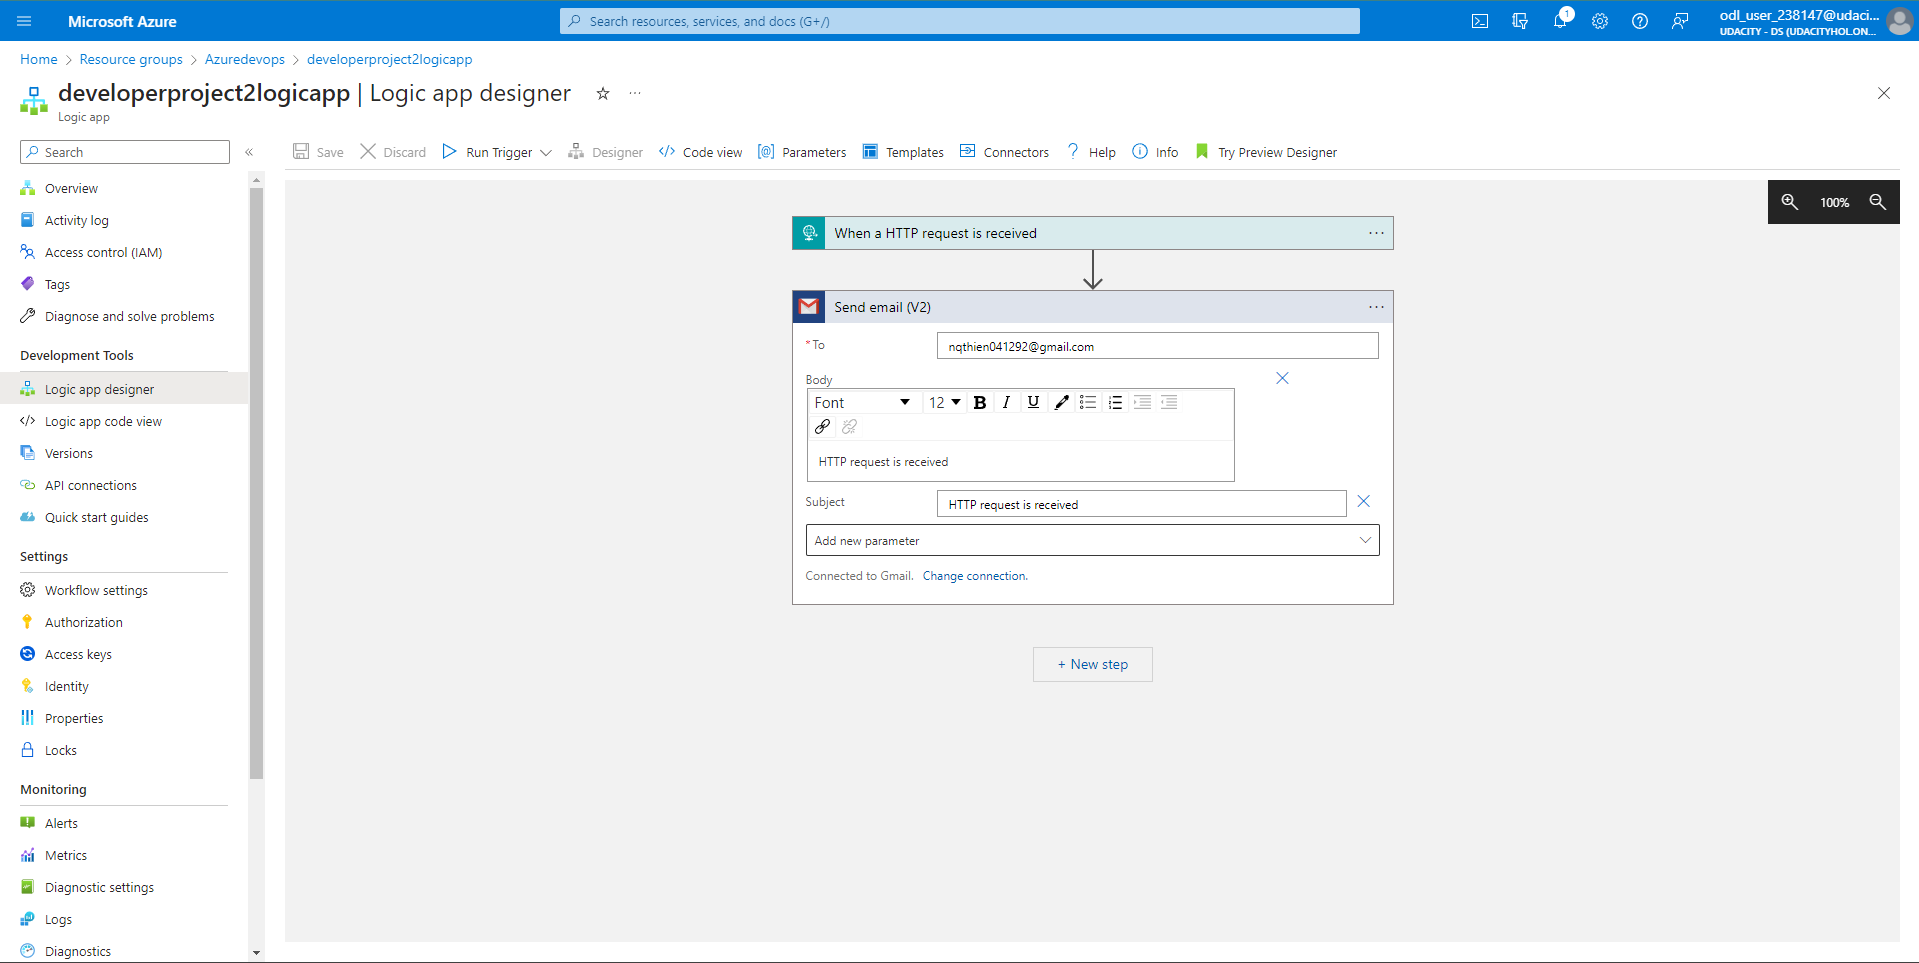 Microsoft Azure
Search resources, services, and docs (G+/)
1
odl_user_238147@udaci...
UDACITY - DS (UDACITYHOL.ON...
Home > Resource groups > Azuredevops > developerproject2logicapp
developerproject2logicapp | Logic app designer
Logic app
Search
Save
Discard
Run Trigger
Designer
Code view
Parameters
Templates
Connectors
Help
Info
Try Preview Designer
Overview
Activity log
Access control (IAM)
Tags
Diagnose and solve problems
Development Tools
Logic app designer
Logic app code view
Versions
API connections
Quick start guides
Settings
Workflow settings
Authorization
Access keys
Identity
Properties
Locks
Monitoring
Alerts
Metrics
Diagnostic settings
Logs
Diagnostics
100%
When a HTTP request is received
Send email (V2)
* To
nqthien041292@gmail.com
Body
Font
12
B I U
HTTP request is received
Subject
HTTP request is received
Add new parameter
Connected to Gmail. Change connection.
+ New step